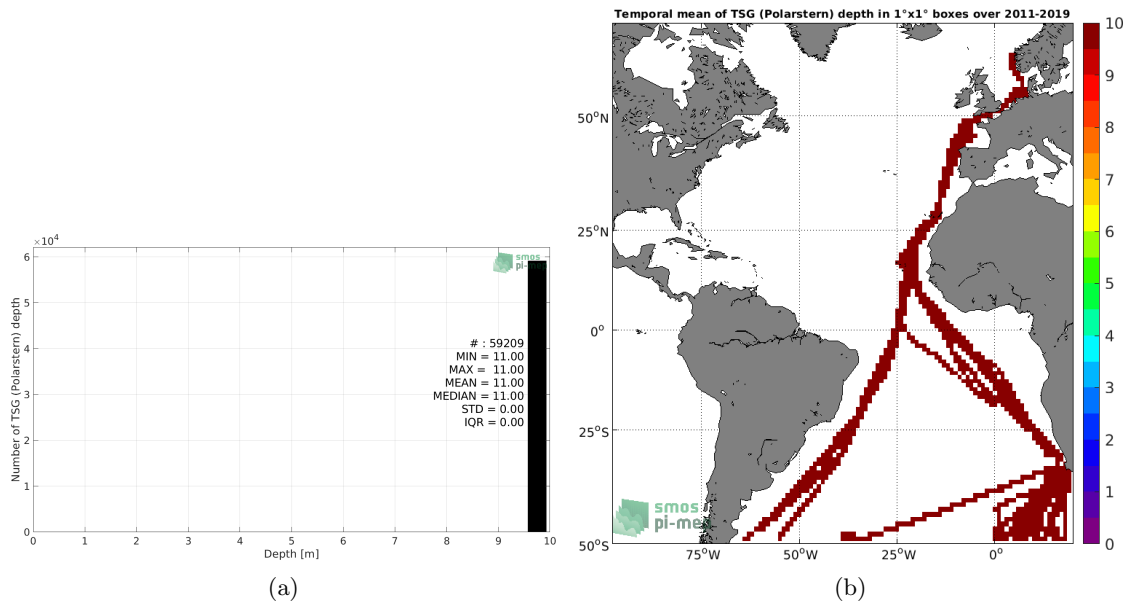 ×10⁴
6
5
4
3
2
1
0
Number of TSG (Polarstern) depth
smos
pi-me
# : 59209
MIN = 11.00
MAX = 11.00
MEAN = 11.00
MEDIAN = 11.00
STD = 0.00
IQR = 0.00
0 1 2 3 4 5 6 7 8 9 10
Depth [m]
(a)
Temporal mean of TSG (Polarstern) depth in 1°x1° boxes over 2011-2019
50°N
25°N
0°
25°S
50°S
75°W 50°W 25°W 0°
smos
pi-me
10
9
8
7
6
5
4
3
2
1
0
(b)